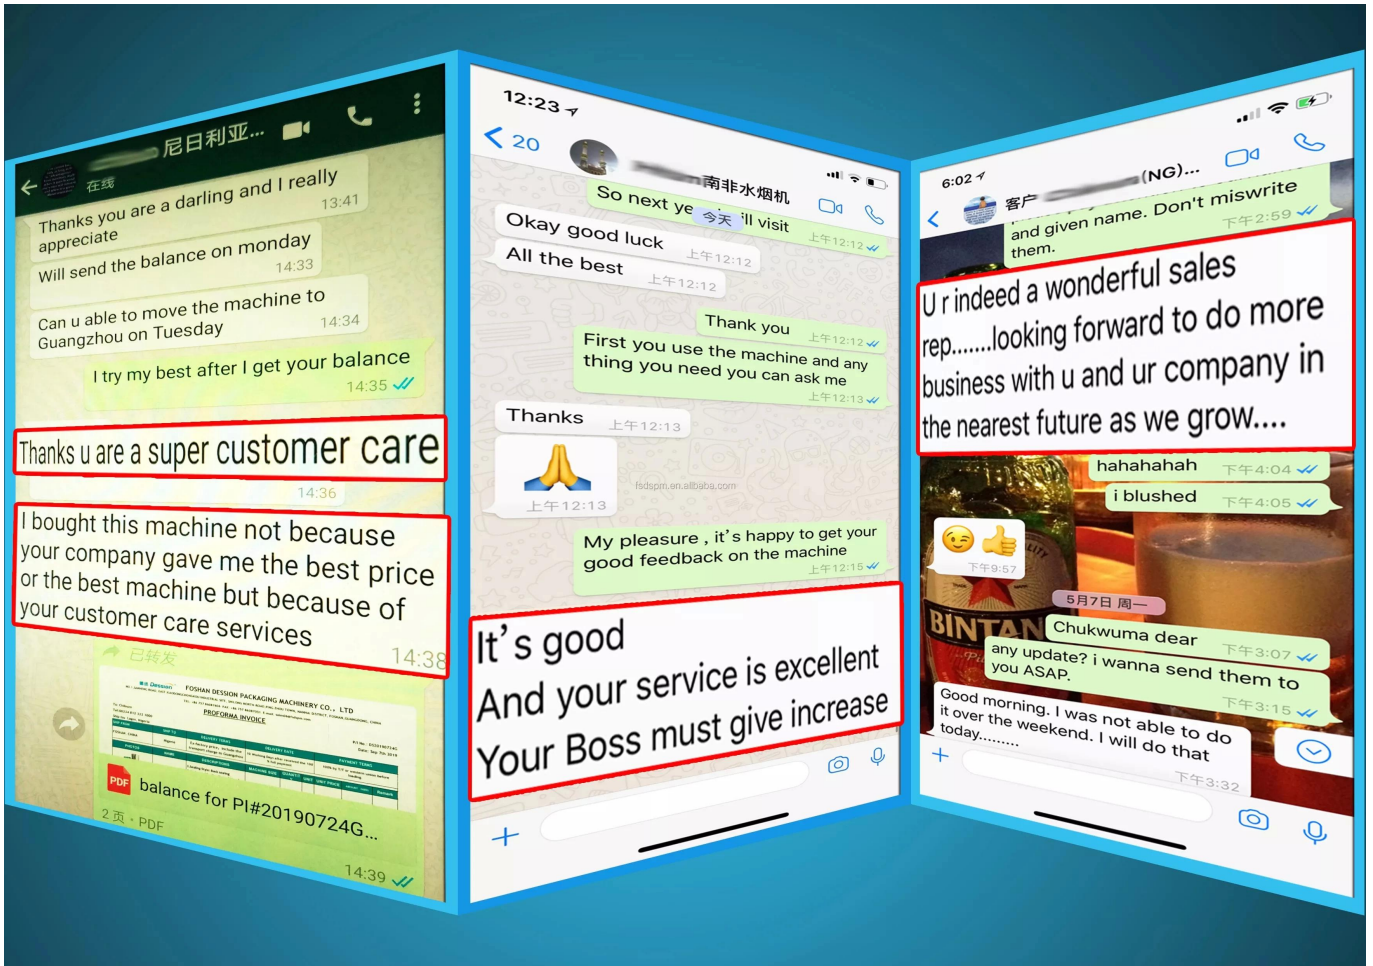 尼日利亚...
在线
Thanks you are a darling and I really
appreciate
13:41
Will send the balance on monday
14:33
Can u able to move the machine to
Guangzhou on Tuesday
14:34
I try my best after I get your balance
14:35
Thanks u are a super customer care
14:36
I bought this machine not because
your company gave me the best price
or the best machine but because of
your customer care services
14:38
已转发
Dession
FOSHAN DESSION PACKAGING MACHINERY CO., LTD
PROFORMA INVOICE
PDF
balance for PI#20190724G...
2 页 · PDF
14:39
12:23
20
南非水烟机
So next ye
ll visit
今天
上午12:12
Okay good luck
上午12:12
All the best
上午12:12
Thank you
上午12:12
First you use the machine and any
thing you need you can ask me
上午12:13
Thanks
上午12:13
fsdspm.en.alibaba.com
上午12:13
My pleasure , it's happy to get your
good feedback on the machine
上午12:15
It's good
And your service is excellent
Your Boss must give increase
6:02
客户
(NG)...
and given name. Don't miswrite
them.
下午2:59
U r indeed a wonderful sales
rep.......looking forward to do more
business with u and ur company in
the nearest future as we grow....
hahahahah
下午4:04
i blushed
下午4:05
下午9:57
BINTAN
5月7日 周一
Chukwuma dear
下午3:07
any update? i wanna send them to
you ASAP.
下午3:15
Good morning. I was not able to do
it over the weekend. I will do that
today.........
下午3:32